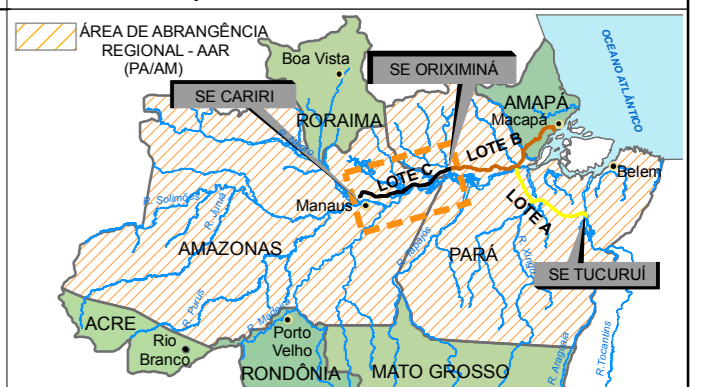 ÁREA DE ABRANGÊNCIA
REGIONAL - AAR
(PA/AM)
OCEANO ATLÂNTICO
Boa Vista
SE ORIXIMINÁ
SE CARIRI
AMAPÁ
Macapá
RORAIMA
LOTE B
LOTE C
Belem
R. Solimões
R. Juruá
Manaus
LOTE A
R. Tapajós
AMAZONAS
PARÁ
R. Xingu
SE TUCURUÍ
R. Purus
R. Madeira
ACRE
Rio
Branco
Porto
Velho
R. Araguaia
R.Tocantins
RONDÔNIA
MATO GROSSO